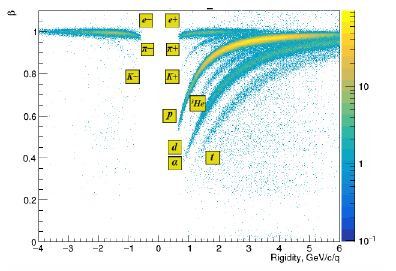 β
1
0.8
0.6
0.4
0.2
0
e− e+
π− π+
K− K+
³He
p
d
α t
10
1
10⁻¹
−4 −3 −2 −1 0 1 2 3 4 5 6
Rigidity, GeV/c/q